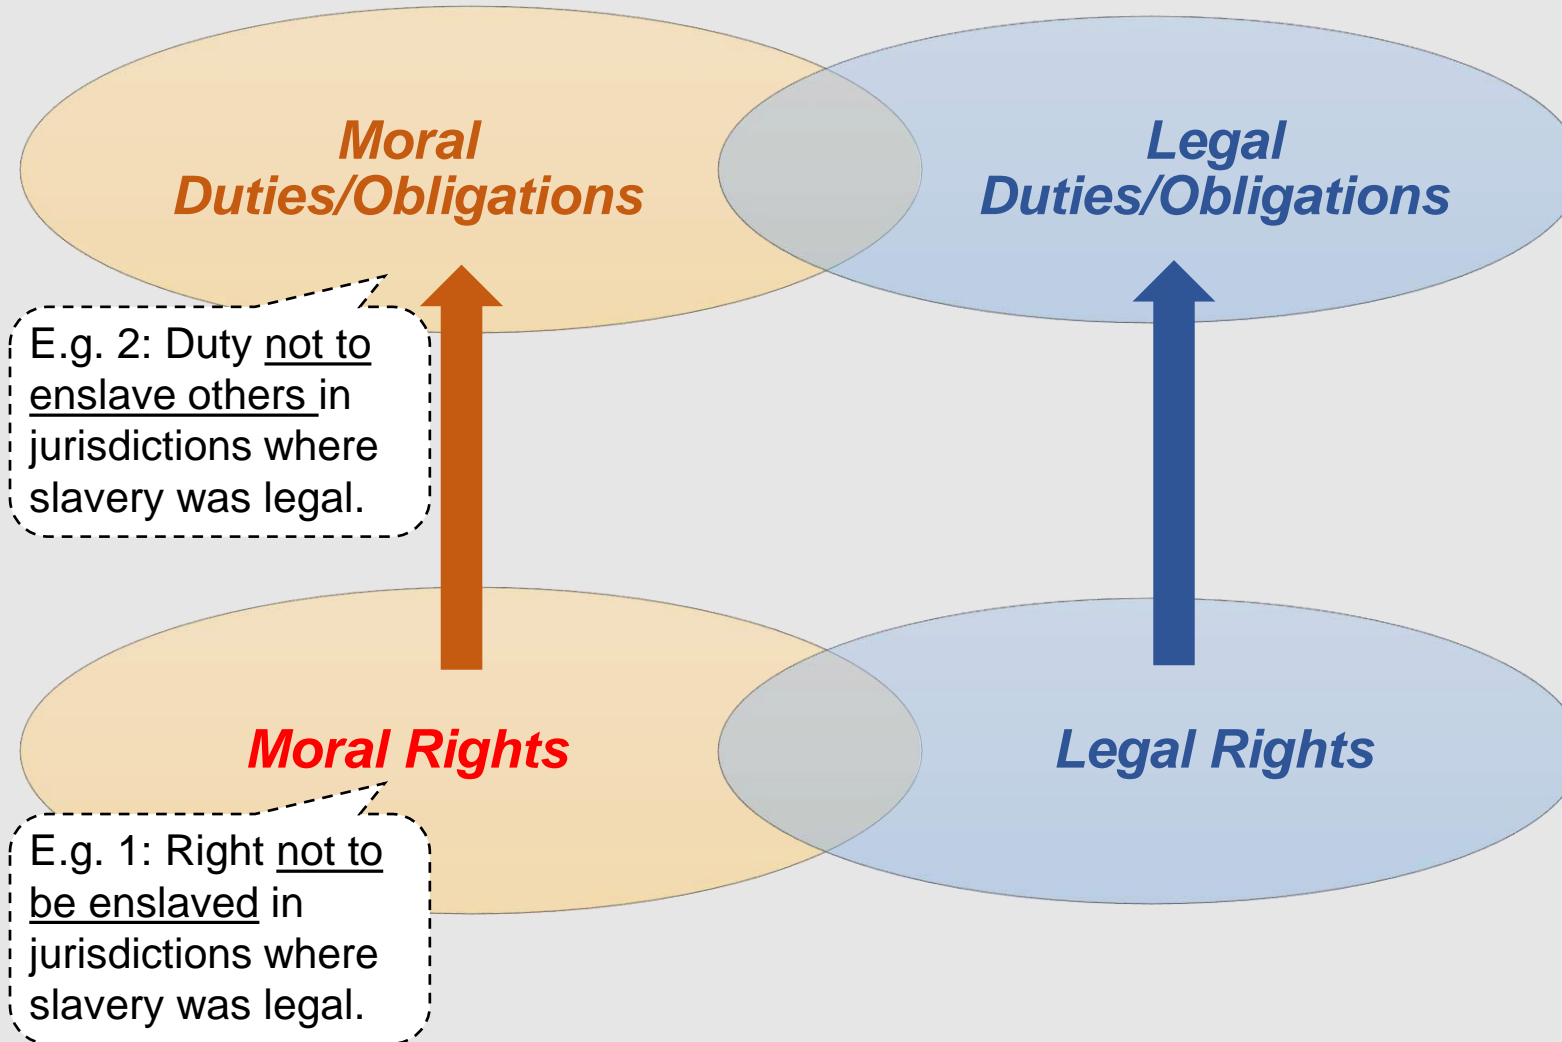 Moral
Duties/Obligations
Legal
Duties/Obligations
E.g. 2: Duty not to
enslave others in
jurisdictions where
slavery was legal.
Moral Rights
Legal Rights
E.g. 1: Right not to
be enslaved in
jurisdictions where
slavery was legal.